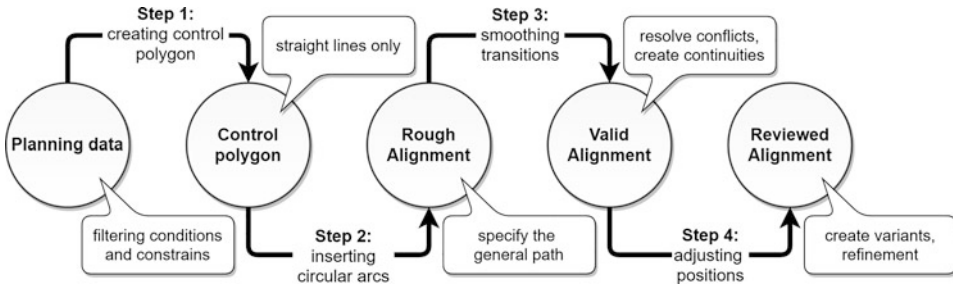 Step 1:
creating control
polygon
straight lines only
Step 3:
smoothing
transitions
resolve conflicts,
create continuities
Planning data
Control
polygon
Rough
Alignment
Valid
Alignment
Reviewed
Alignment
filtering conditions
and constrains
Step 2:
inserting
circular arcs
specify the
general path
Step 4:
adjusting
positions
create variants,
refinement